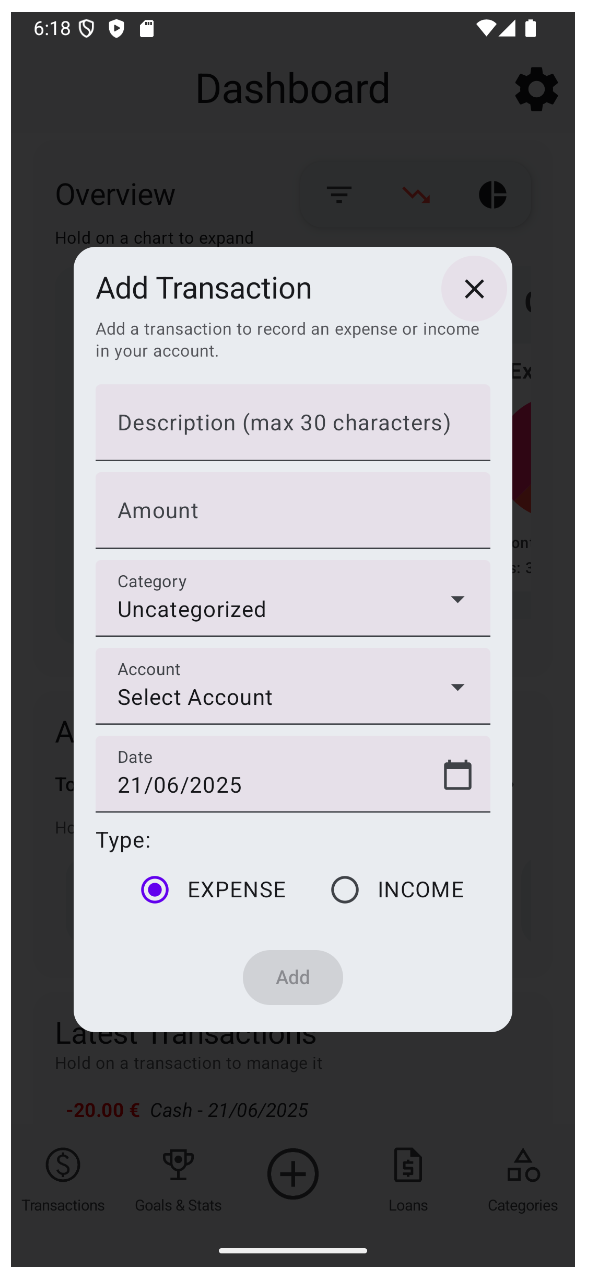 6:18
Dashboard
Overview
Hold on a chart to expand
Add Transaction
Add a transaction to record an expense or income
in your account.
Description (max 30 characters)
Amount
Category
Uncategorized
Account
Select Account
Date
21/06/2025
Type:
EXPENSE INCOME
Add
Latest Transactions
Hold on a transaction to manage it
-20.00 € Cash - 21/06/2025
Transactions Goals & Stats Loans Categories